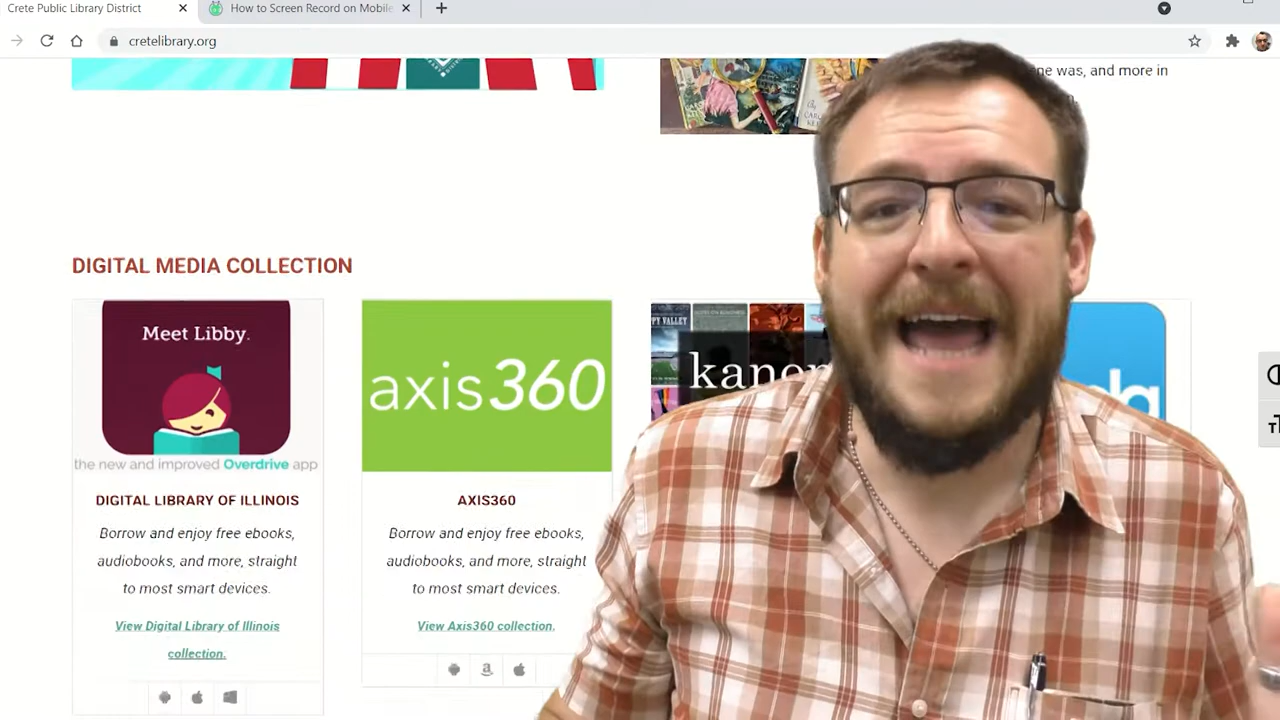 Crete Public Library District
How to Screen Record on Mobile
cretelibrary.org
ne was, and more in
DIGITAL MEDIA COLLECTION
Meet Libby.
the new and improved Overdrive app
DIGITAL LIBRARY OF ILLINOIS
Borrow and enjoy free ebooks,
audiobooks, and more, straight
to most smart devices.
View Digital Library of Illinois
collection.
axis360
AXIS360
Borrow and enjoy free ebooks,
audiobooks, and more, straight
to most smart devices.
View Axis360 collection.
PY VALLEY
kano